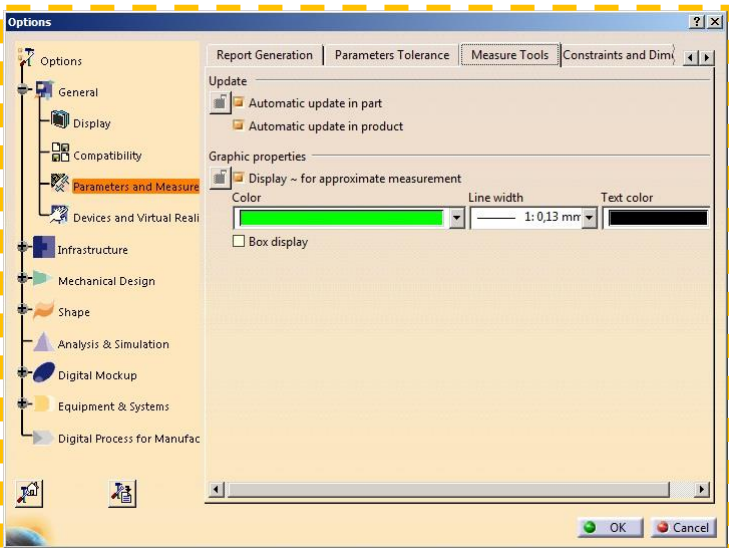 Options
Options
General
Display
Compatibility
Parameters and Measure
Devices and Virtual Reali
Infrastructure
Mechanical Design
Shape
Analysis & Simulation
Digital Mockup
Equipment & Systems
Digital Process for Manufac
Report Generation
Parameters Tolerance
Measure Tools
Constraints and Dim
Update
Automatic update in part
Automatic update in product
Graphic properties
Display ~ for approximate measurement
Color
Line width
Text color
1: 0,13 mm
Box display
OK
Cancel